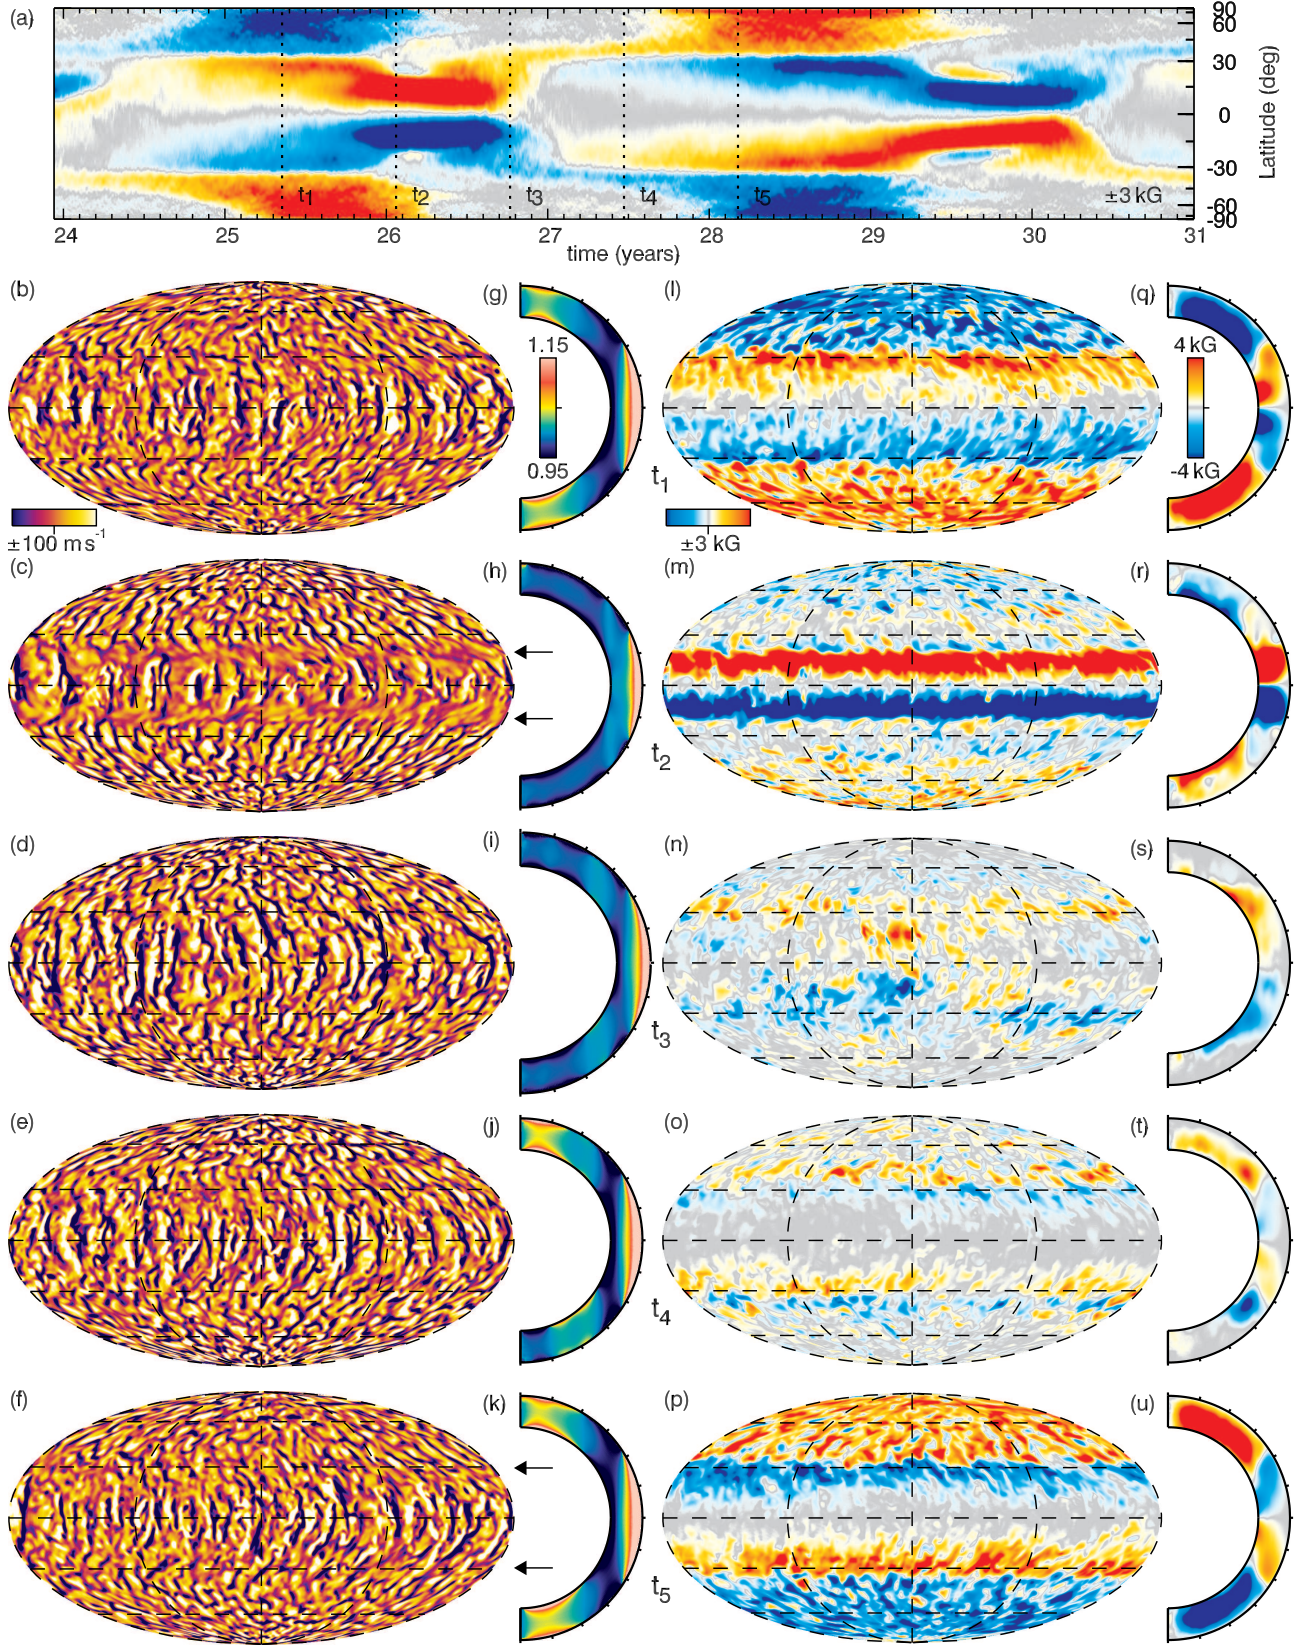 (a)
90
60
30
0
-30
-60
-90
Latitude (deg)
t1 t2 t3 t4 t5 ±3 kG
24 25 26 27 28 29 30 31
time (years)
(b) (g) (l) (q)
1.15
0.95
4 kG
-4 kG
t1
±100 m s-1
±3 kG
(c) (h) (m) (r)
t2
(d) (i) (n) (s)
t3
(e) (j) (o) (t)
t4
(f) (k) (p) (u)
t5